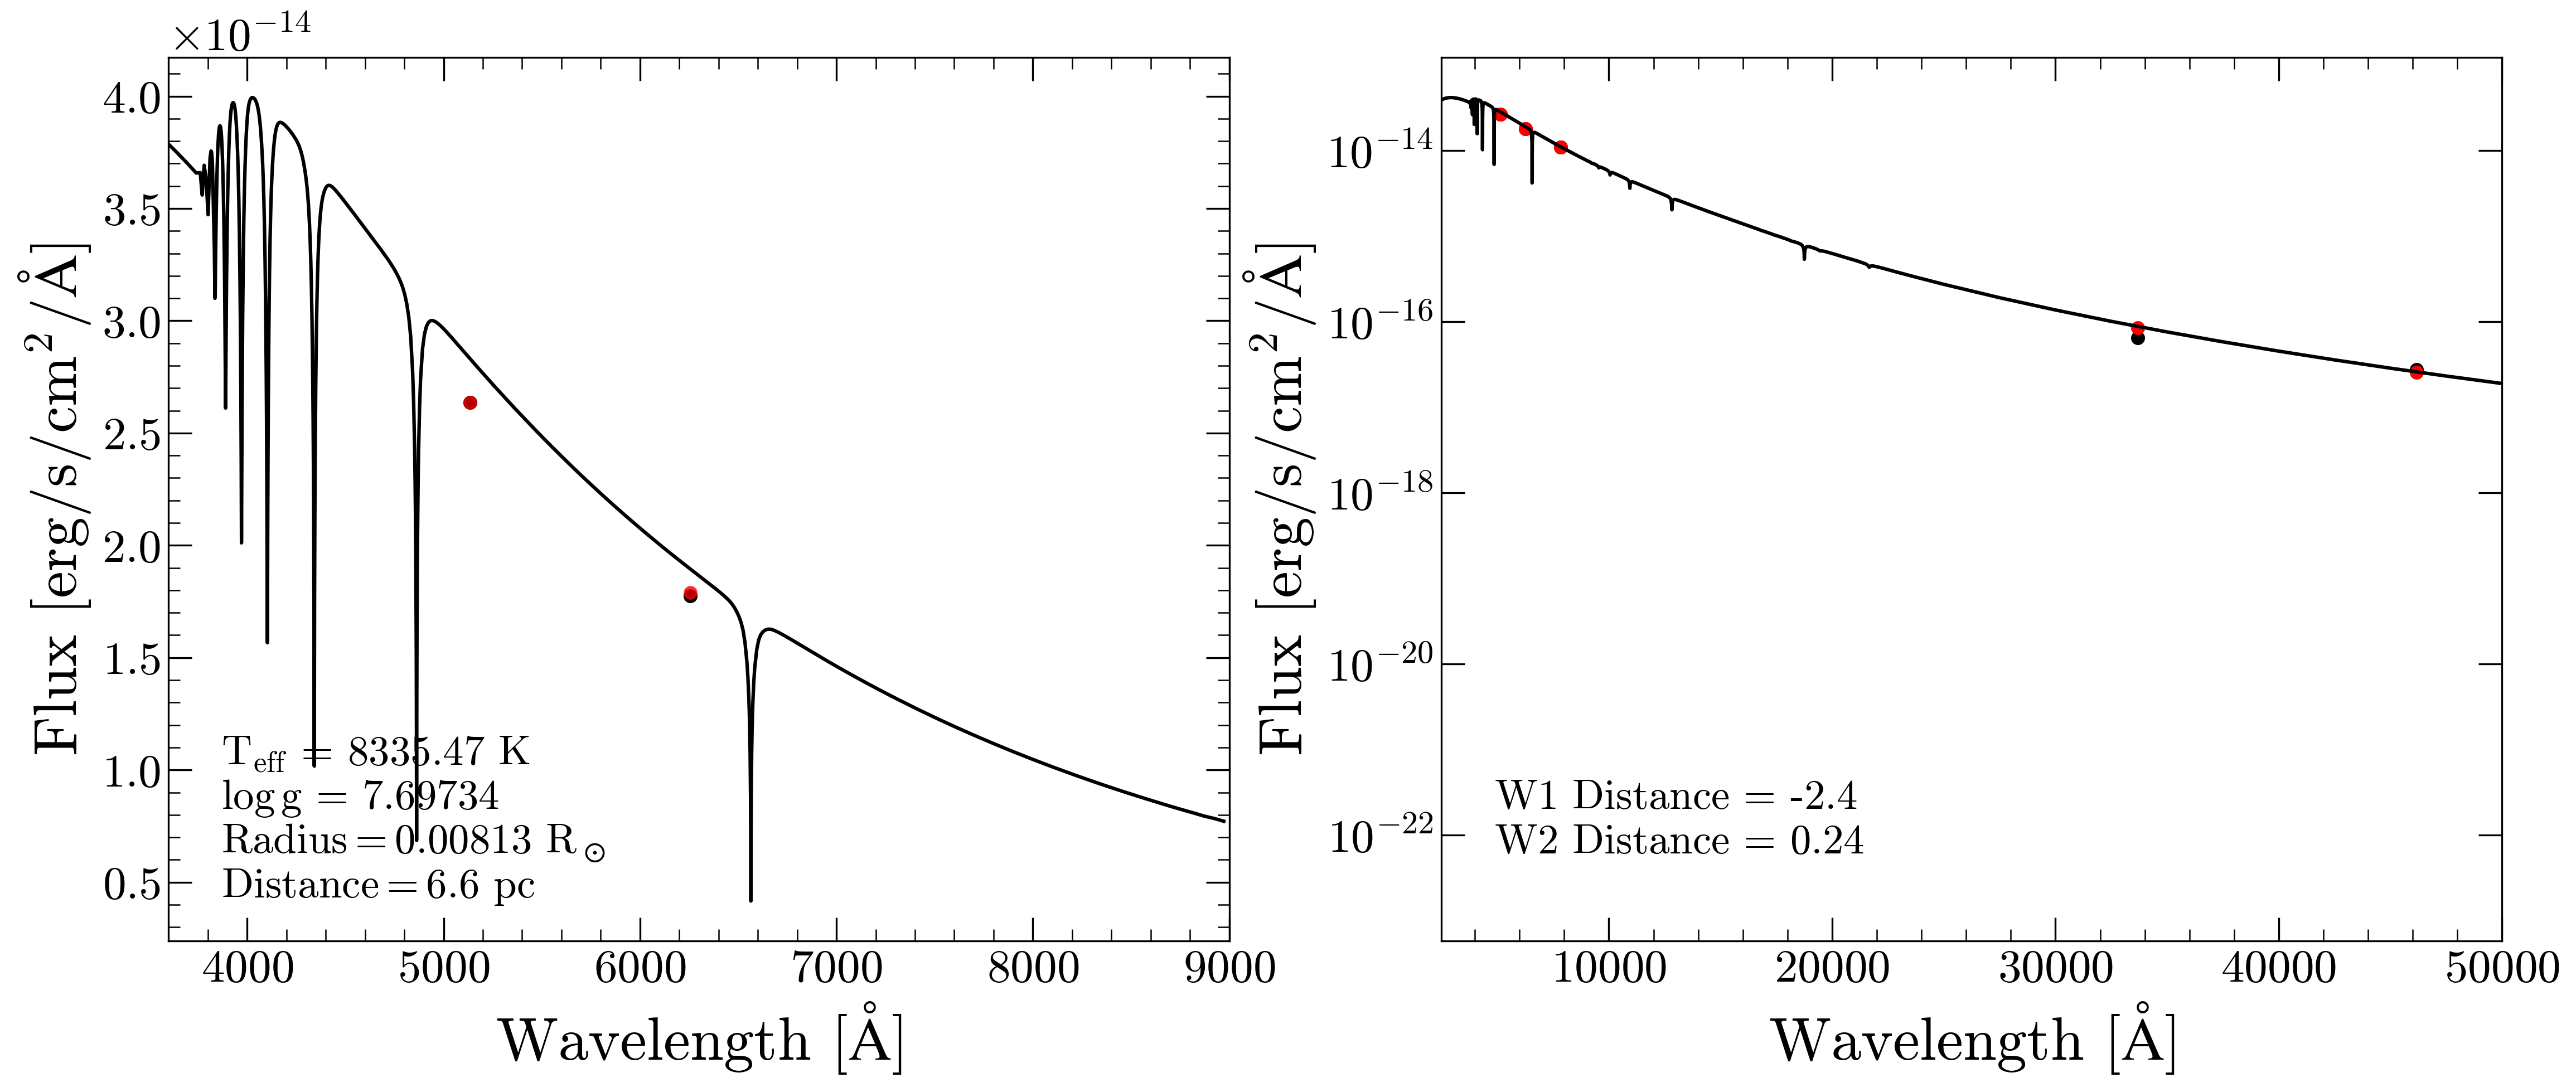 ×10⁻¹⁴
4.0
3.5
3.0
2.5
2.0
1.5
1.0
0.5
Flux [erg/s/cm²/Å]
T_eff = 8335.47 K
log g = 7.69734
Radius = 0.00813 R_⊙
Distance = 6.6 pc
4000 5000 6000 7000 8000 9000
Wavelength [Å]
10⁻¹⁴
10⁻¹⁶
10⁻¹⁸
10⁻²⁰
10⁻²²
Flux [erg/s/cm²/Å]
W1 Distance = -2.4
W2 Distance = 0.24
10000 20000 30000 40000 50000
Wavelength [Å]